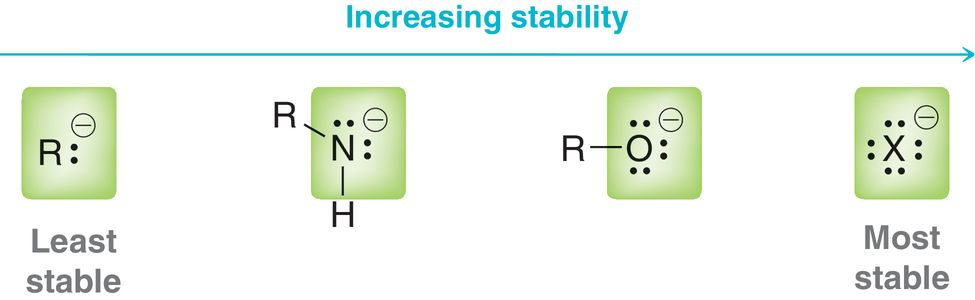 Increasing stability
R:⊖
R N: ⊖ H
R—O: ⊖
:X: ⊖
Least
stable
Most
stable